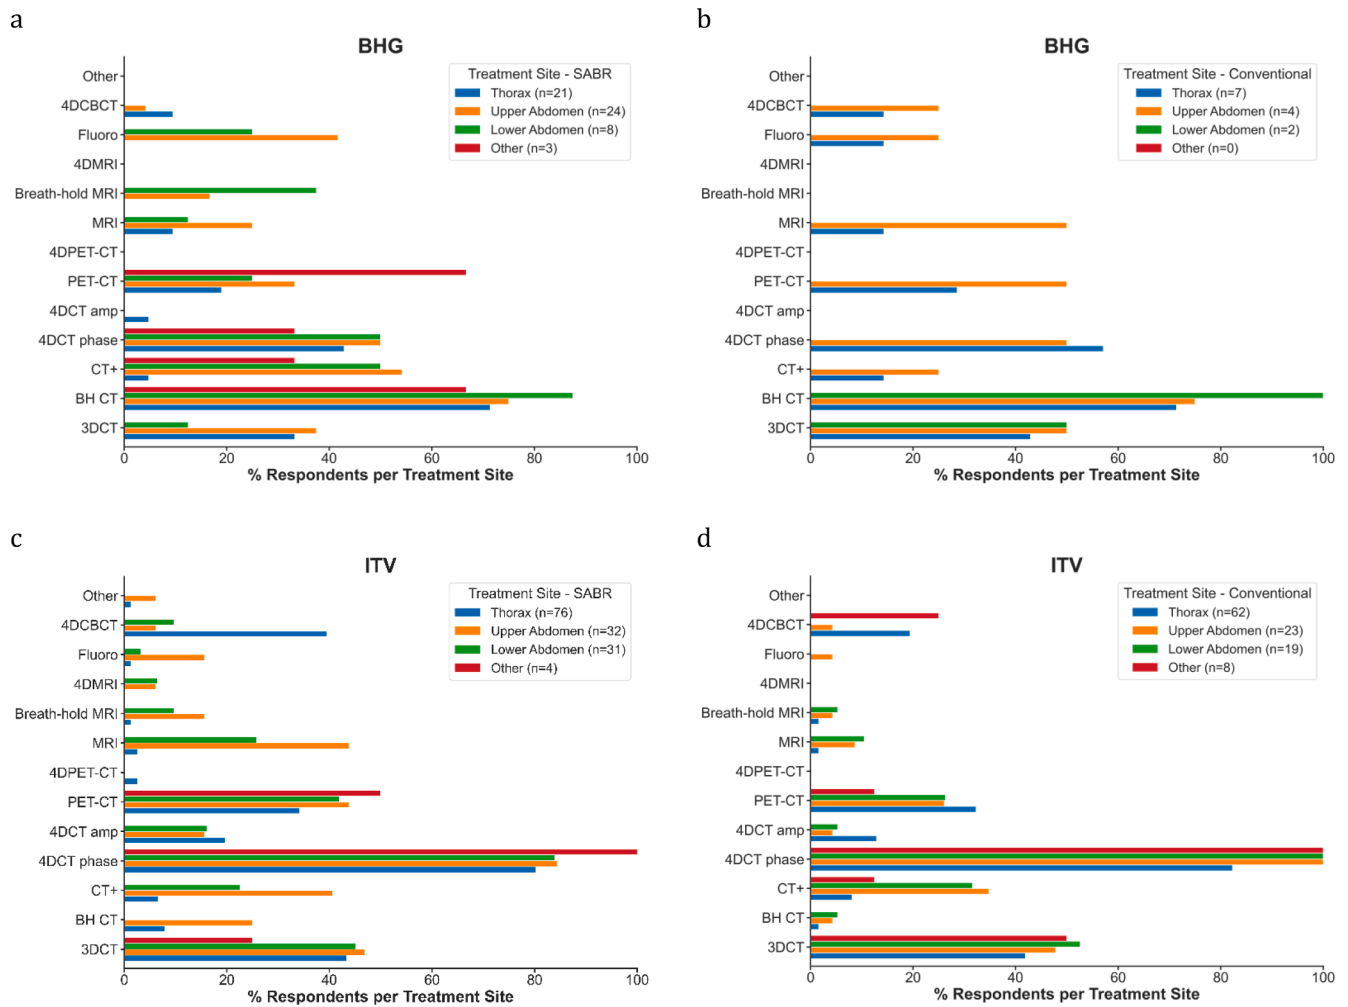 a
BHG
Other
4DCBCT
Fluoro
4DMRI
Breath-hold MRI
MRI
4DPET-CT
PET-CT
4DCT amp
4DCT phase
CT+
BH CT
3DCT
0 20 40 60 80 100
% Respondents per Treatment Site
Treatment Site - SABR
Thorax (n=21)
Upper Abdomen (n=24)
Lower Abdomen (n=8)
Other (n=3)
b
BHG
Other
4DCBCT
Fluoro
4DMRI
Breath-hold MRI
MRI
4DPET-CT
PET-CT
4DCT amp
4DCT phase
CT+
BH CT
3DCT
0 20 40 60 80 100
% Respondents per Treatment Site
Treatment Site - Conventional
Thorax (n=7)
Upper Abdomen (n=4)
Lower Abdomen (n=2)
Other (n=0)
c
ITV
Other
4DCBCT
Fluoro
4DMRI
Breath-hold MRI
MRI
4DPET-CT
PET-CT
4DCT amp
4DCT phase
CT+
BH CT
3DCT
0 20 40 60 80 100
% Respondents per Treatment Site
Treatment Site - SABR
Thorax (n=76)
Upper Abdomen (n=32)
Lower Abdomen (n=31)
Other (n=4)
d
ITV
Other
4DCBCT
Fluoro
4DMRI
Breath-hold MRI
MRI
4DPET-CT
PET-CT
4DCT amp
4DCT phase
CT+
BH CT
3DCT
0 20 40 60 80 100
% Respondents per Treatment Site
Treatment Site - Conventional
Thorax (n=62)
Upper Abdomen (n=23)
Lower Abdomen (n=19)
Other (n=8)